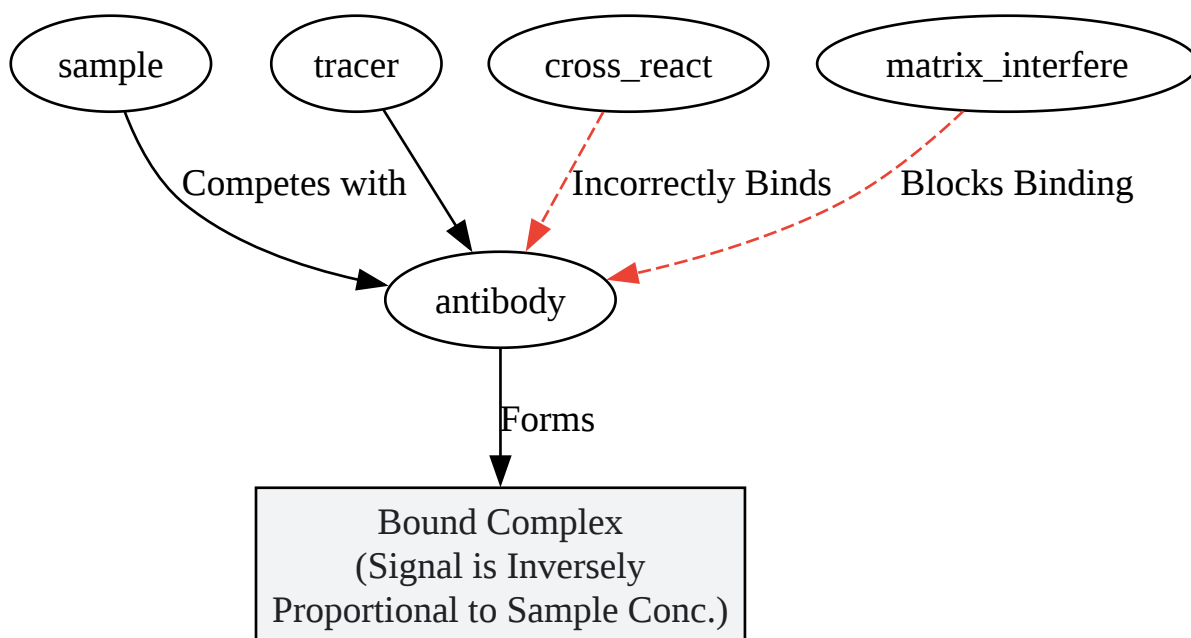 sample
tracer
cross_react
matrix_interfere
Competes with
Incorrectly Binds
Blocks Binding
antibody
Forms
Bound Complex
(Signal is Inversely
Proportional to Sample Conc.)